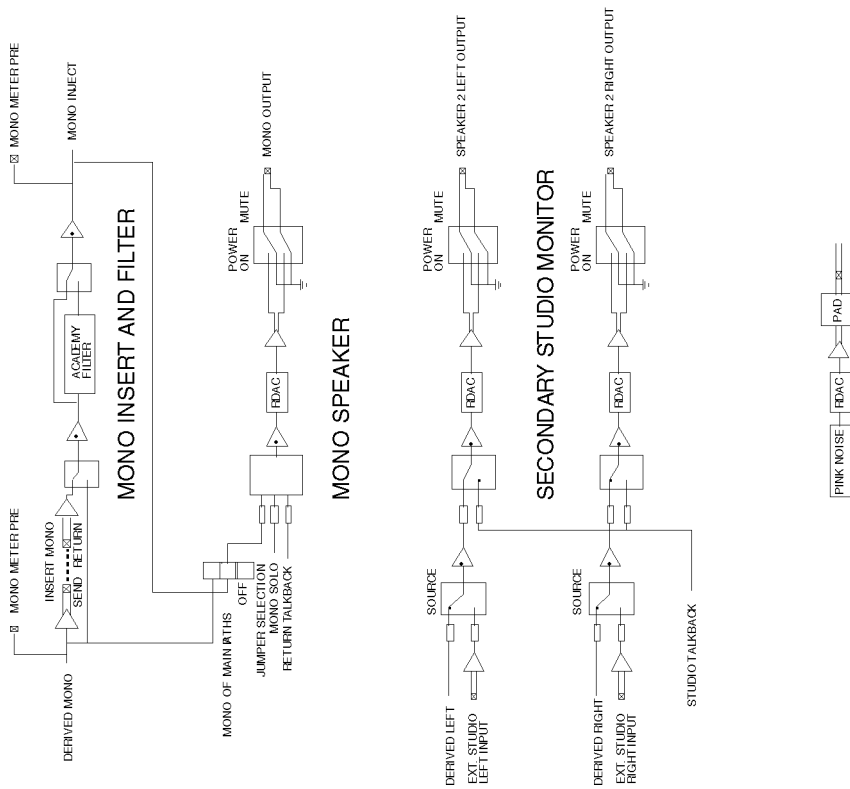 MONO METER PRE
MONO METER PRE
DERIVED MONO
INSERT MONO
SEND RETURN
ACADEMY
FILTER
MONO INJECT
MONO INSERT AND FILTER
MONO OF MAIN PATHS
OFF
JUMPER SELECTION
MONO SOLO
RETURN TALKBACK
RDAC
POWER
ON
MUTE
MONO OUTPUT
MONO SPEAKER
DERIVED LEFT
EXT. STUDIO
LEFT INPUT
SOURCE
RDAC
POWER
ON
MUTE
SPEAKER 2 LEFT OUTPUT
SECONDARY STUDIO MONITOR
DERIVED RIGHT
EXT. STUDIO
RIGHT INPUT
SOURCE
RDAC
POWER
ON
MUTE
SPEAKER 2 RIGHT OUTPUT
STUDIO TALKBACK
PINK NOISE
RDAC
PAD